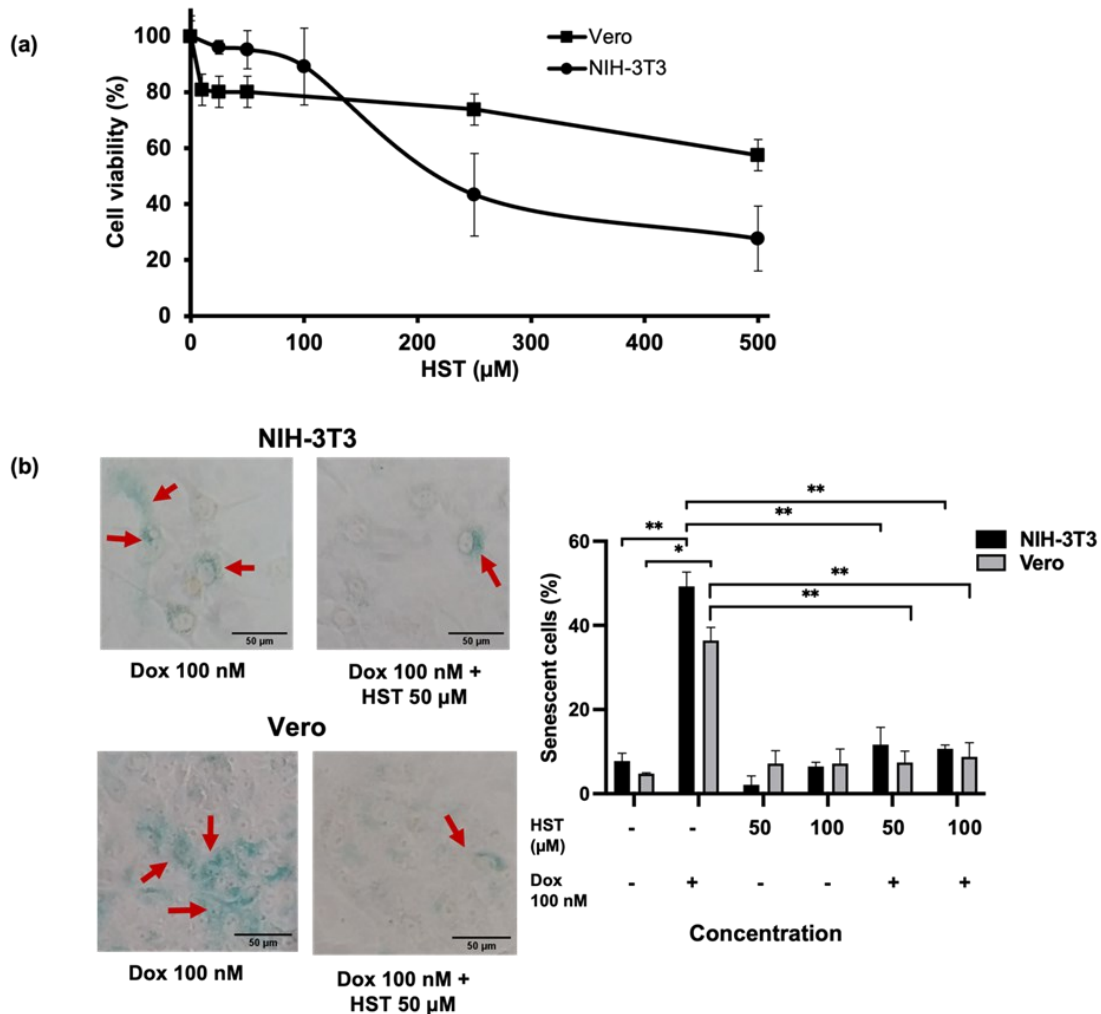 (a)
100
80
60
40
20
0
Cell viability (%)
Vero
NIH-3T3
0 100 200 300 400 500
HST (µM)
(b)
NIH-3T3
50 µm
50 µm
Dox 100 nM
Dox 100 nM +
HST 50 µM
Vero
50 µm
50 µm
Dox 100 nM
Dox 100 nM +
HST 50 µM
**
**
**
*
**
**
NIH-3T3
Vero
60
40
20
0
Senescent cells (%)
HST - - 50 100 50 100
(µM)
Dox - + - - + +
100 nM
Concentration